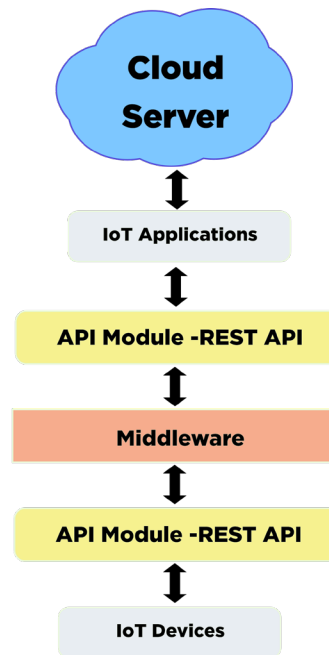 Cloud
Server
IoT Applications
API Module -REST API
Middleware
API Module -REST API
IoT Devices